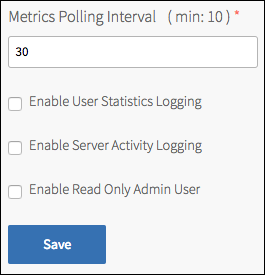 Metrics Polling Interval ( min: 10 ) *
30
Enable User Statistics Logging
Enable Server Activity Logging
Enable Read Only Admin User
Save